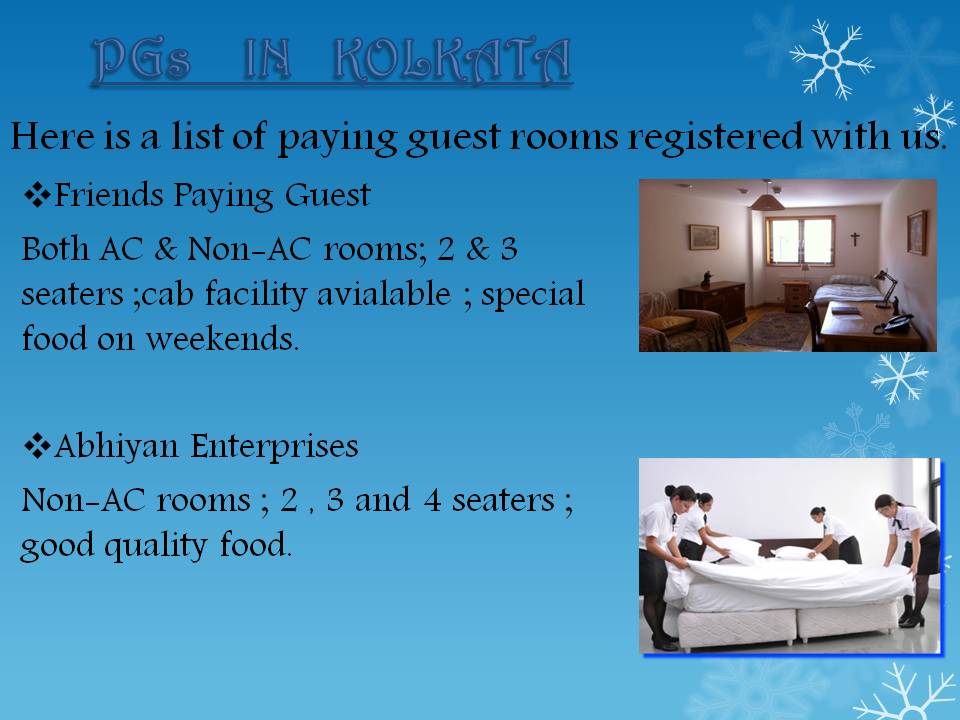 PGs IN KOLKATA
Here is a list of paying guest rooms registered with us.
❖Friends Paying Guest
Both AC & Non-AC rooms; 2 & 3
seaters ;cab facility avialable ; special
food on weekends.
❖Abhiyan Enterprises
Non-AC rooms ; 2 , 3 and 4 seaters ;
good quality food.